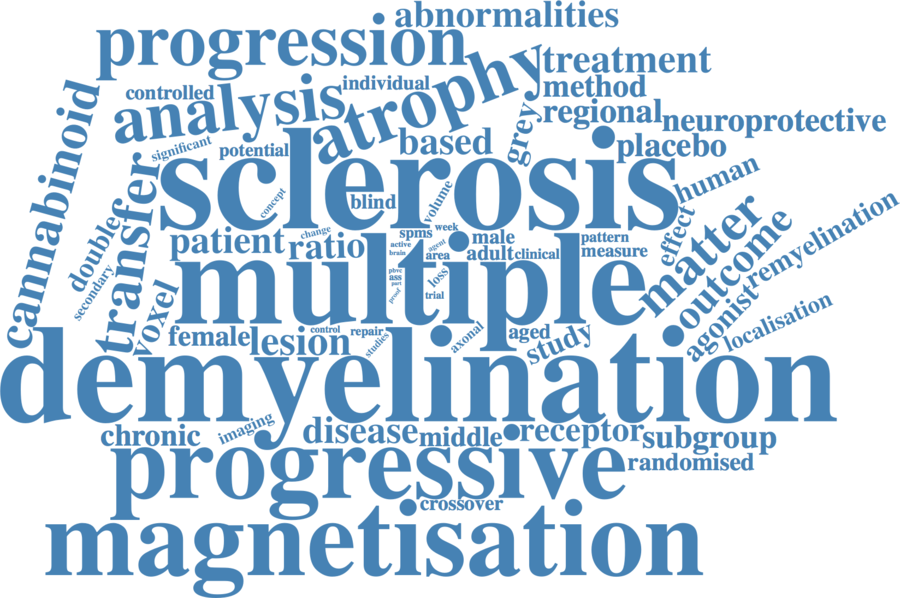 abnormalities
progression
treatment
controlled
individual
method
analysis
atrophy
regional
neuroprotective
cannabinoid
significant
potential
based
grey
placebo
sclerosis
human
transfer
concept
blind
volume
effect
matter
double
patient
ratio
change
spms
week
male
pattern
outcome
remyelination
active
agent
brain
area
adult
clinical
measure
secondary
multiple
pbvc
ass
part
loss
proof
trial
agonist
localisation
voxel
female
lesion
control
repair
studies
axonal
aged
study
demyelination
chronic
imaging
disease
middle
receptor
subgroup
progressive
randomised
crossover
magnetisation